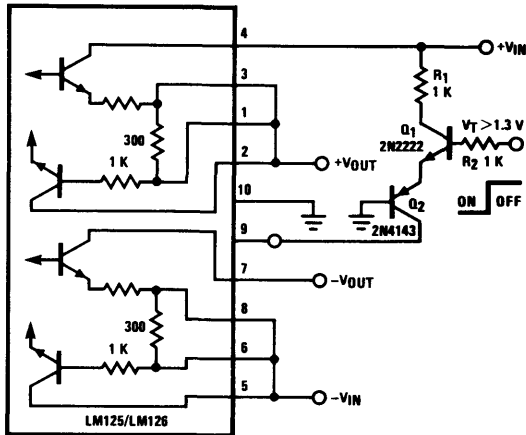 4
+VIN
3
R1
1 K
300
1
Q1
2N2222
VT > 1.3 V
1 K
2
+VOUT
R2 1 K
10
Q2
ON OFF
9
2N4143
7
-VOUT
300
8
1 K
6
5
-VIN
LM125/LM126